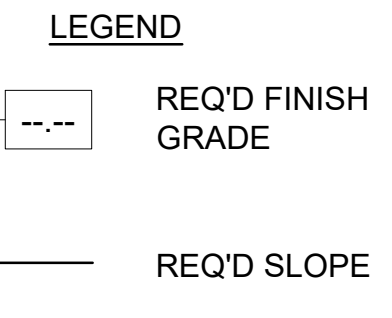 LEGEND
--.--
REQ'D FINISH
GRADE
REQ'D SLOPE